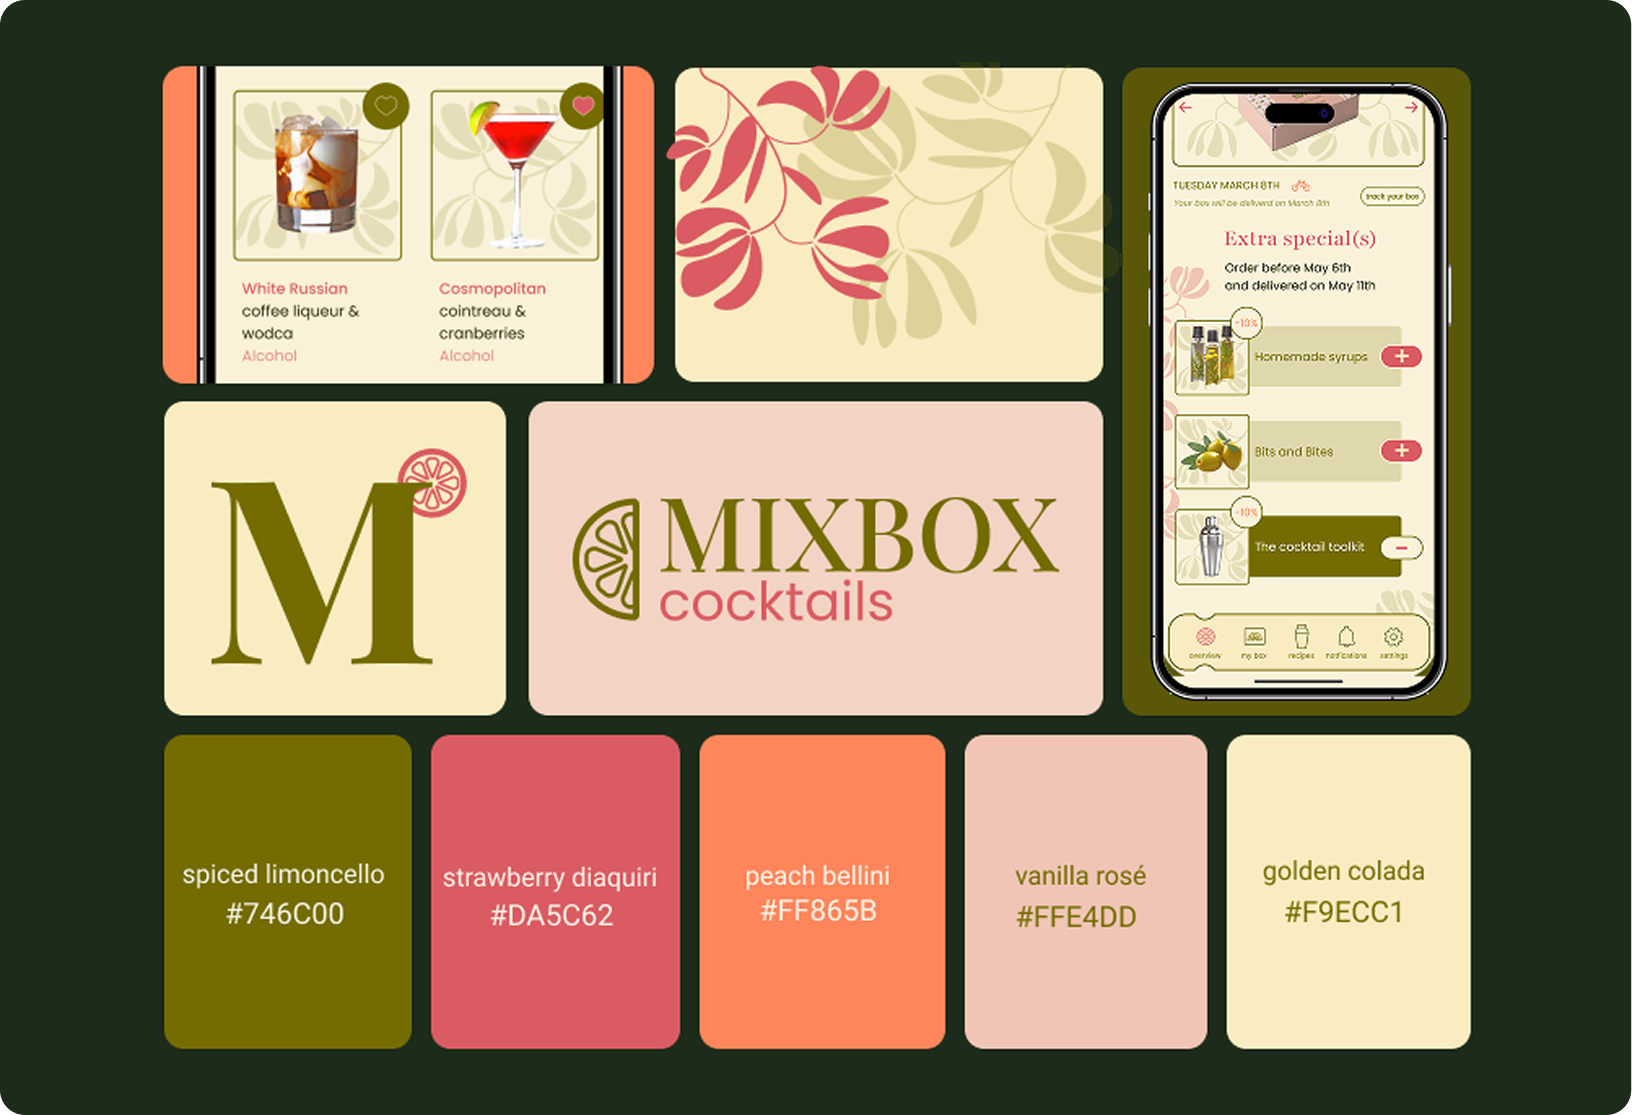 White Russian
coffee liqueur &
wodca
Alcohol
Cosmopolitan
cointreau &
cranberries
Alcohol
TUESDAY MARCH 8TH
Your box will be deliverd on March 8th
track your box
Extra special(s)
Order before May 6th
and delivered on May 11th
-10%
Homemade syrups
Bits and Bites
-10%
The cocktail toolkit
overview
my box
recipes
notifications
settings
M
MIXBOX
cocktails
spiced limoncello
#746C00
strawberry diaquiri
#DA5C62
peach bellini
#FF865B
vanilla rosé
#FFE4DD
golden colada
#F9ECC1